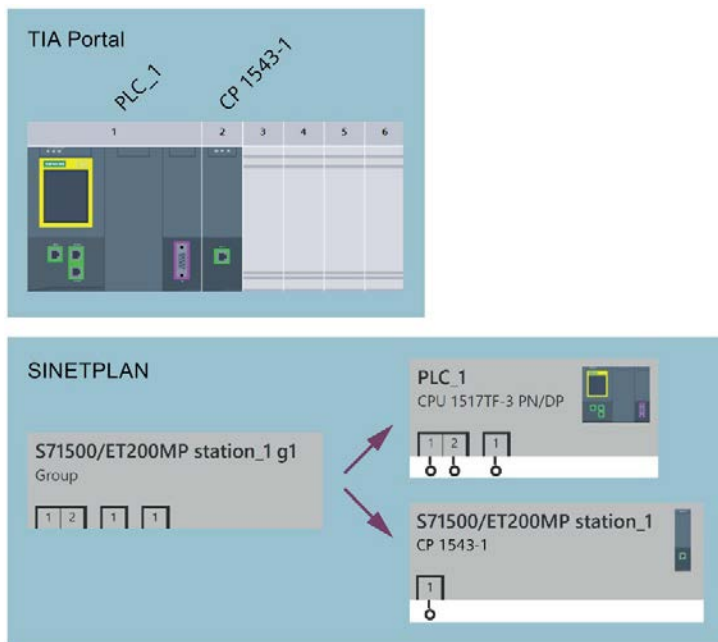 TIA Portal
PLC_1
CP 1543-1
1 2 3 4 5 6
SIEMENS
SINETPLAN
S71500/ET200MP station_1 g1
Group
1 2 1 1
PLC_1
CPU 1517TF-3 PN/DP
1 2 1
S71500/ET200MP station_1
CP 1543-1
1